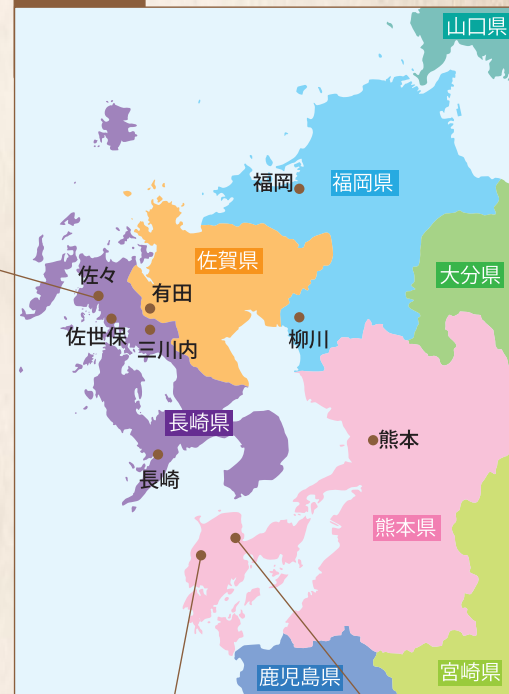 山口県
福岡
福岡県
佐賀県
大分県
佐々
有田
佐世保
三川内
柳川
長崎県
熊本
長崎
熊本県
鹿児島県
宮崎県